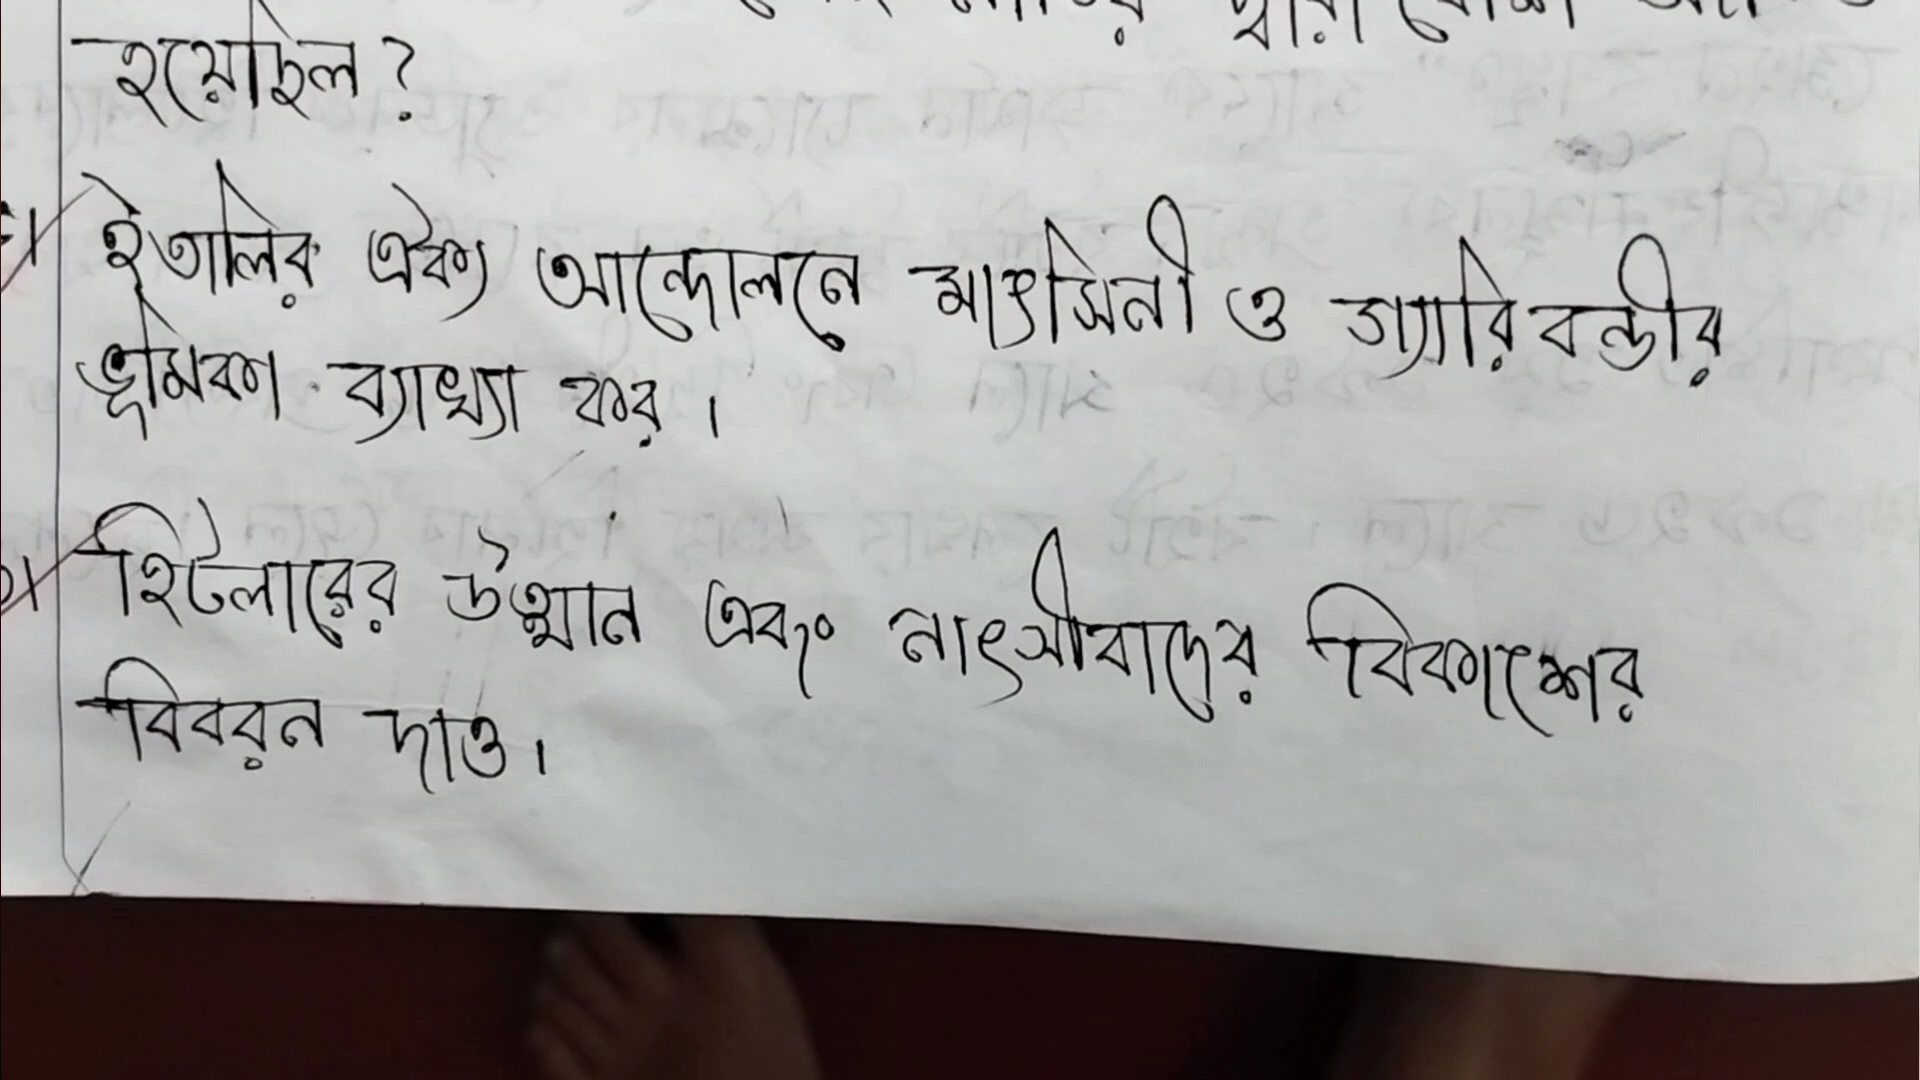 হয়েছিল?
ইতালির ঐক্য আন্দোলনে মাৎসিনী ও গ্যারিবল্ডীর
ভূমিকা ব্যাখ্যা কর।
হিটলারের উত্থান এবং নাৎসীবাদের বিকাশের
বিবরন দাও।